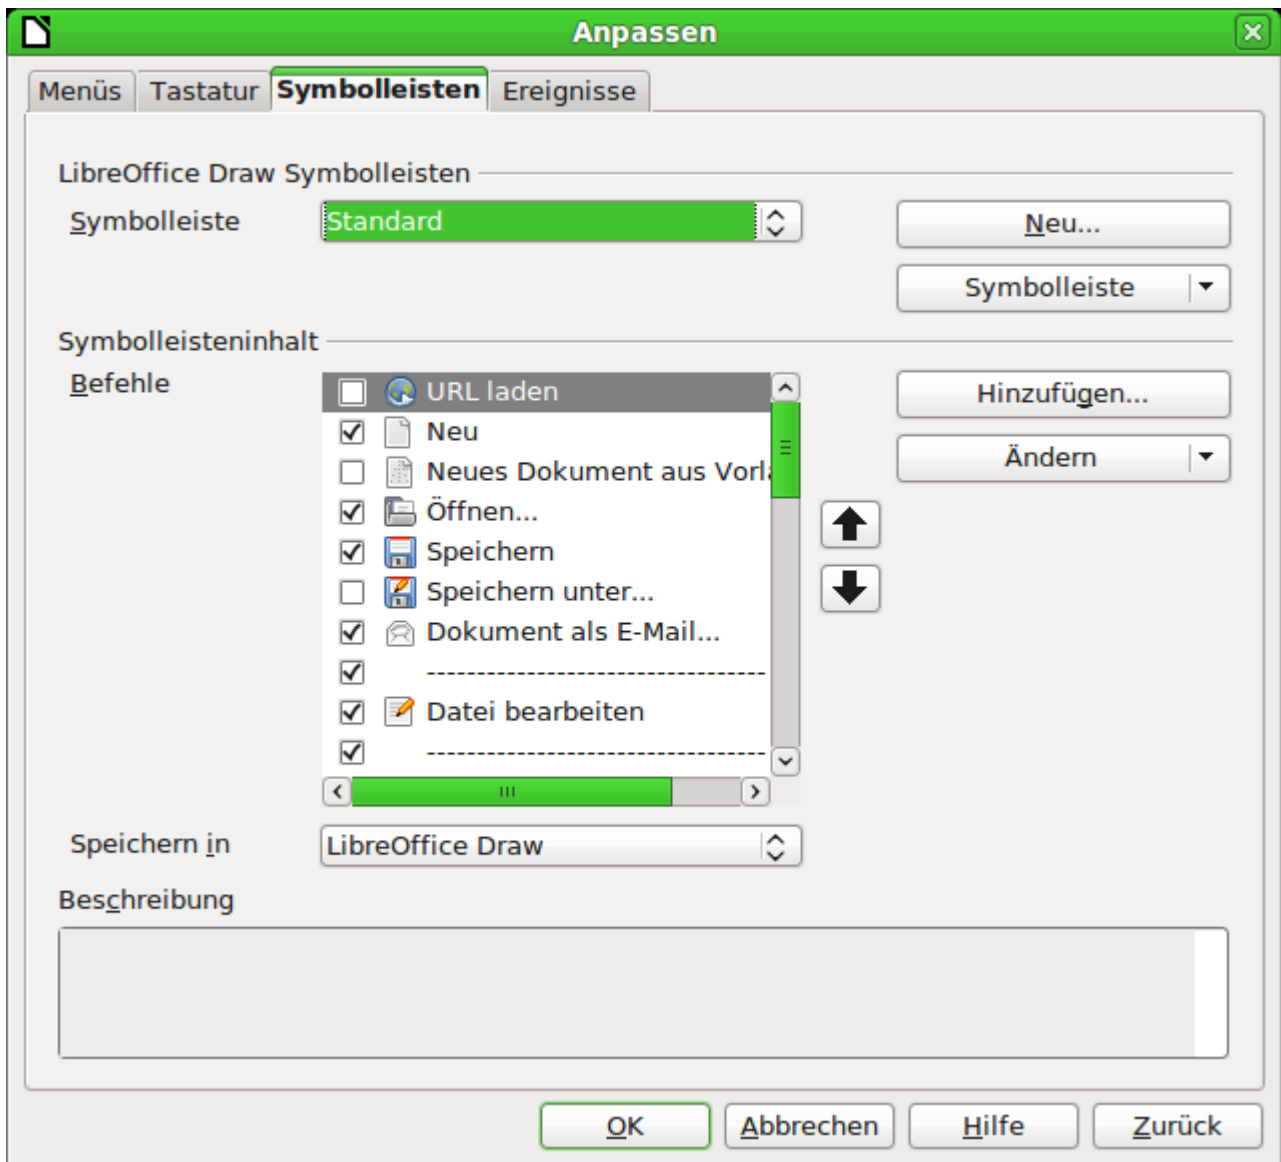 Anpassen
Menüs Tastatur Symbolleisten Ereignisse
LibreOffice Draw Symbolleisten
Symbolleiste Standard Neu...
Symbolleiste
Symbolleisteninhalt
Befehle URL laden Hinzufügen...
Neu
Neues Dokument aus Vorla
Ändern
Öffnen...
Speichern
Speichern unter...
Dokument als E-Mail...
----------------------------------
Datei bearbeiten
----------------------------------
Speichern in LibreOffice Draw
Beschreibung
OK Abbrechen Hilfe Zurück